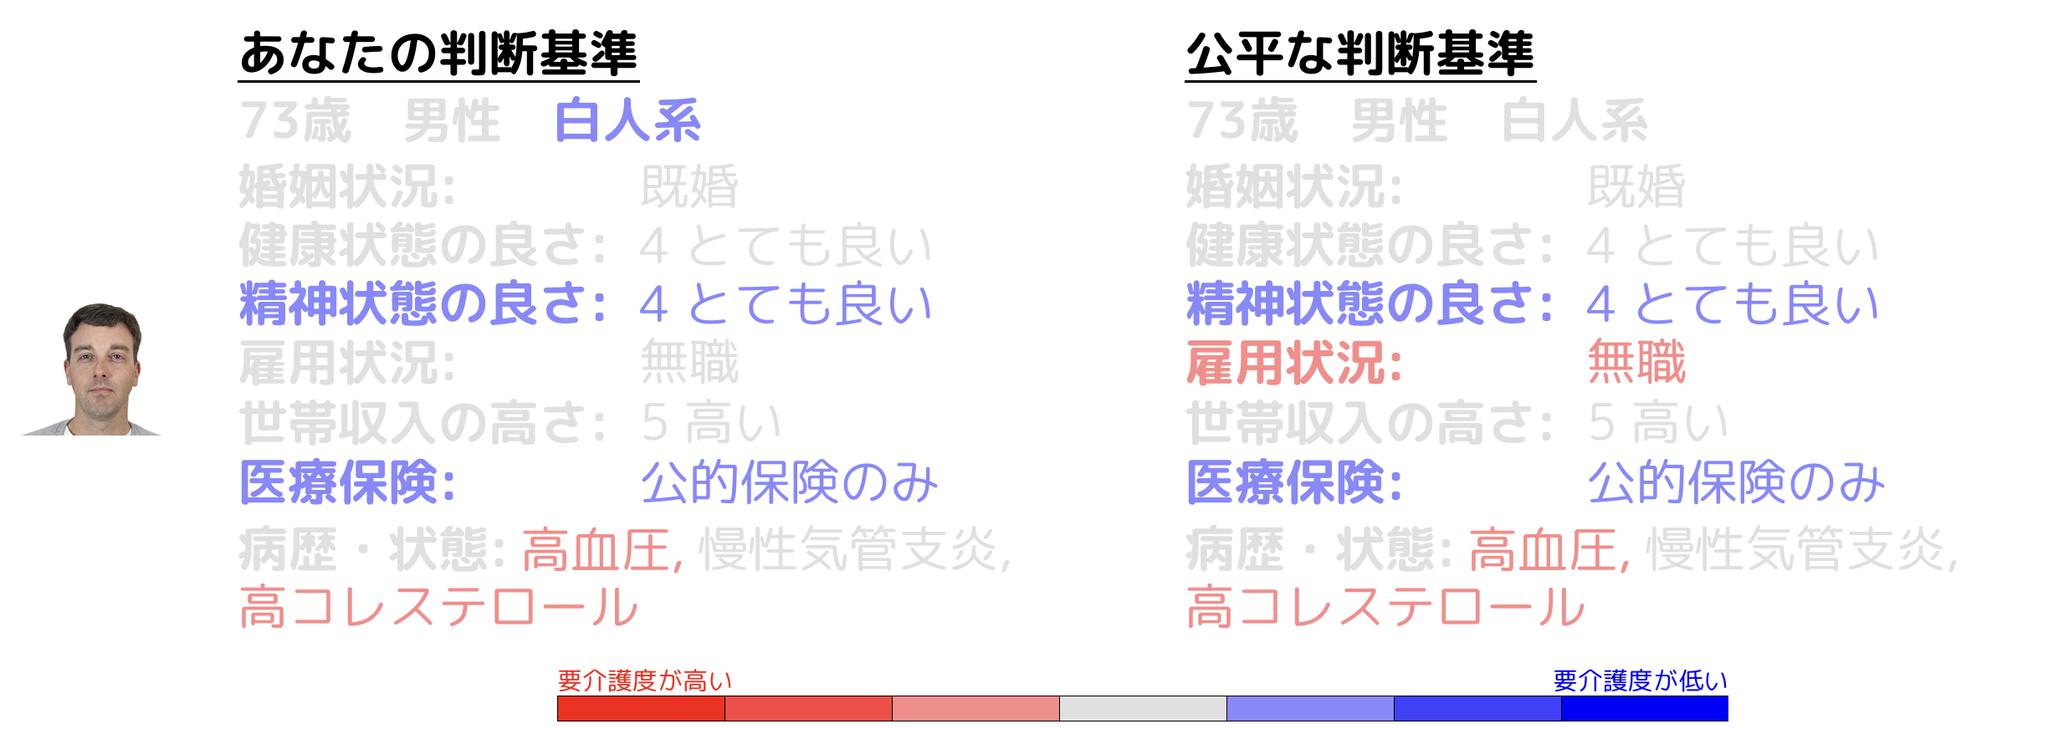 あなたの判断基準
73歳　男性　白人系
婚姻状況: 既婚
健康状態の良さ: 4 とても良い
精神状態の良さ: 4 とても良い
雇用状況: 無職
世帯収入の高さ: 5 高い
医療保険: 公的保険のみ
病歴・状態: 高血圧, 慢性気管支炎,
高コレステロール
公平な判断基準
73歳　男性　白人系
婚姻状況: 既婚
健康状態の良さ: 4 とても良い
精神状態の良さ: 4 とても良い
雇用状況: 無職
世帯収入の高さ: 5 高い
医療保険: 公的保険のみ
病歴・状態: 高血圧, 慢性気管支炎,
高コレステロール
要介護度が高い
要介護度が低い